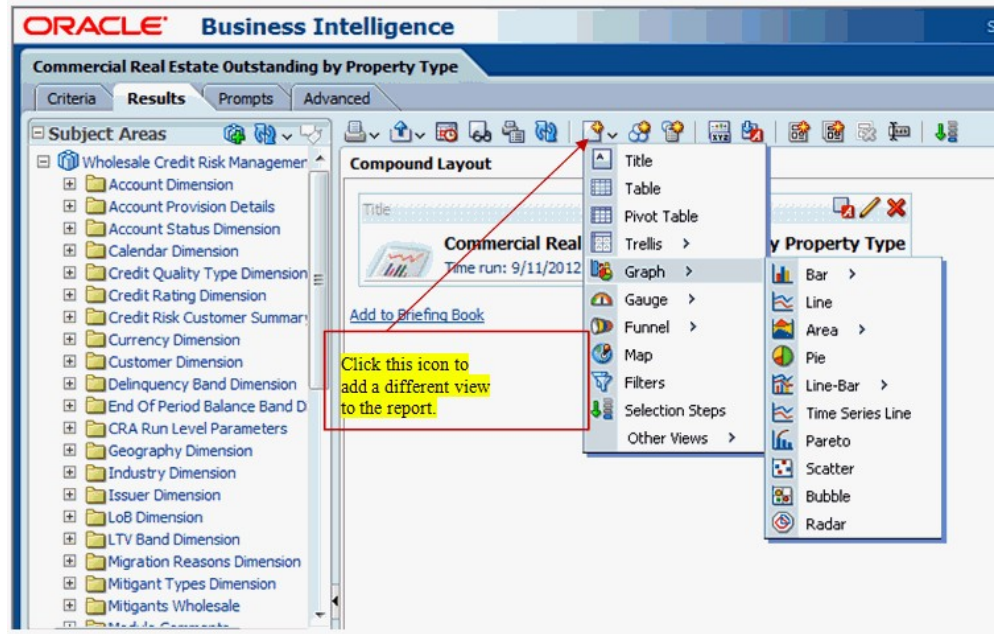 ORACLE Business Intelligence
Commercial Real Estate Outstanding by Property Type
Criteria Results Prompts Advanced
Subject Areas
Wholesale Credit Risk Managemer
Account Dimension
Account Provision Details
Account Status Dimension
Calendar Dimension
Credit Quality Type Dimension
Credit Rating Dimension
Credit Risk Customer Summar
Currency Dimension
Customer Dimension
Delinquency Band Dimension
End Of Period Balance Band D
CRA Run Level Parameters
Geography Dimension
Industry Dimension
Issuer Dimension
LoB Dimension
LTV Band Dimension
Migration Reasons Dimension
Mitigant Types Dimension
Mitigants Wholesale
Module Comments
Compound Layout
Title
Commercial Real
y Property Type
Time run: 9/11/2012
Add to Briefing Book
Click this icon to
add a different view
to the report.
Title
Table
Pivot Table
Trellis >
Graph >
Gauge >
Funnel >
Map
Filters
Selection Steps
Other Views >
Bar >
Line
Area >
Pie
Line-Bar >
Time Series Line
Pareto
Scatter
Bubble
Radar